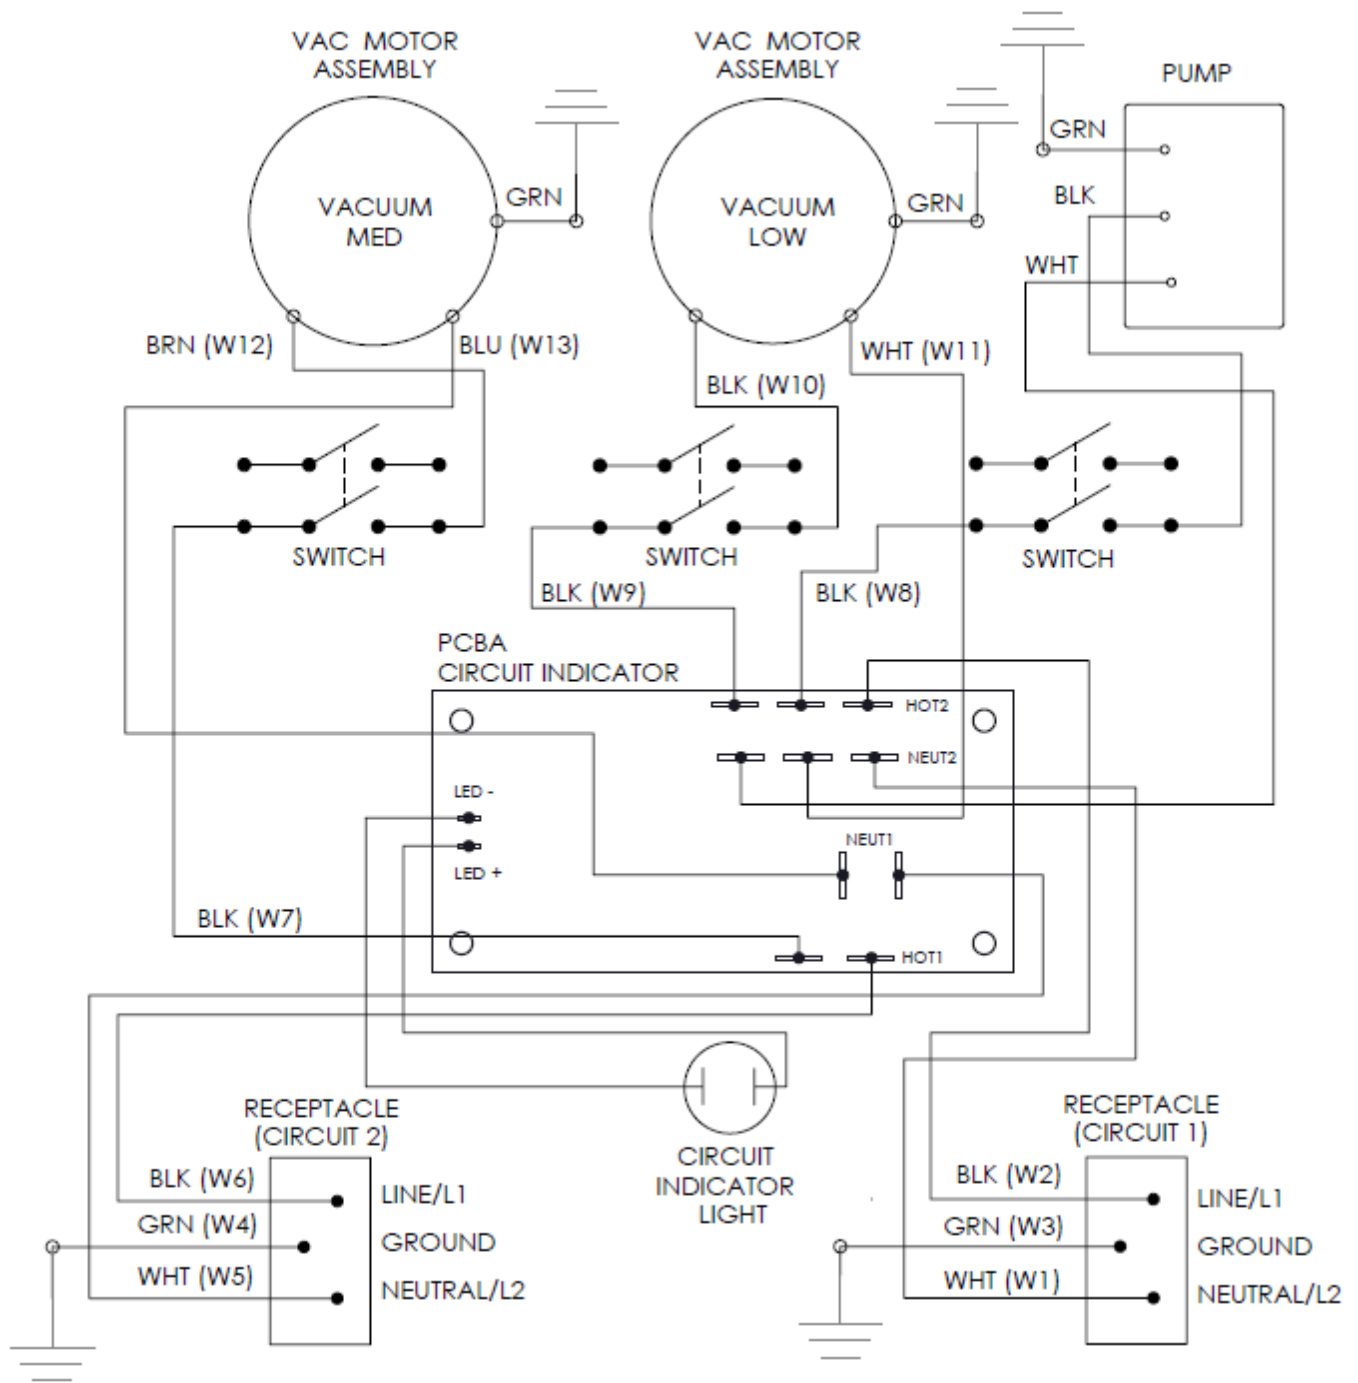 VAC MOTOR
ASSEMBLY
VAC MOTOR
ASSEMBLY
PUMP
GRN
BLK
WHT
VACUUM
MED
GRN
VACUUM
LOW
GRN
BRN (W12)
BLU (W13)
BLK (W10)
WHT (W11)
SWITCH
SWITCH
SWITCH
BLK (W9)
BLK (W8)
PCBA
CIRCUIT INDICATOR
HOT2
NEUT2
LED -
LED +
NEUT1
BLK (W7)
HOT1
RECEPTACLE
(CIRCUIT 2)
BLK (W6)
LINE/L1
GRN (W4)
GROUND
WHT (W5)
NEUTRAL/L2
CIRCUIT
INDICATOR
LIGHT
RECEPTACLE
(CIRCUIT 1)
BLK (W2)
LINE/L1
GRN (W3)
GROUND
WHT (W1)
NEUTRAL/L2